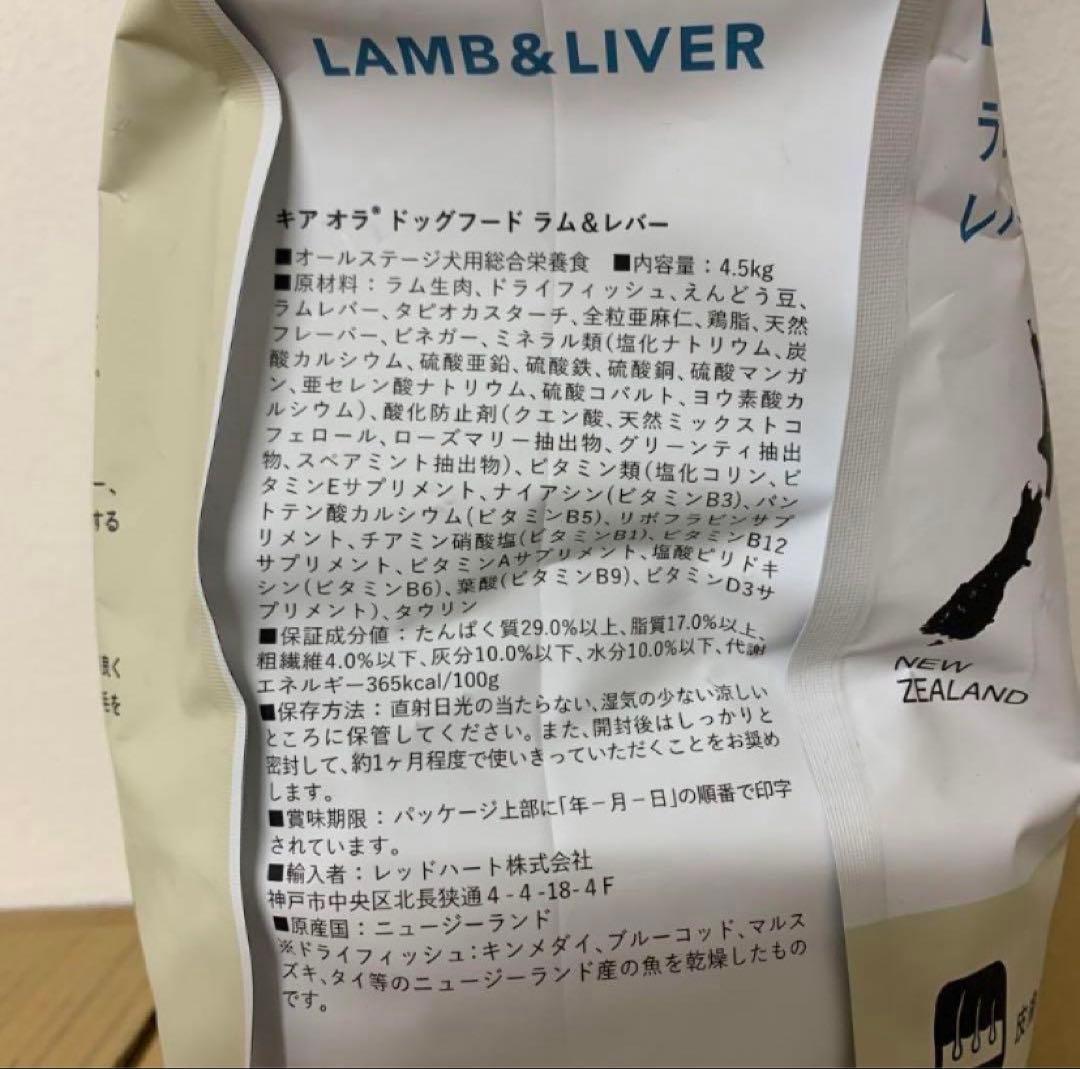 LAMB&LIVER
キア オラ® ドッグフード ラム&レバー
■オールステージ犬用総合栄養食 ■内容量：4.5kg
■原材料：ラム生肉、ドライフィッシュ、えんどう豆、
ラムレバー、タピオカスターチ、全粒亜麻仁、鶏脂、天然
フレーバー、ビネガー、ミネラル類(塩化ナトリウム、炭
酸カルシウム、硫酸亜鉛、硫酸鉄、硫酸銅、硫酸マンガ
ン、亜セレン酸ナトリウム、硫酸コバルト、ヨウ素酸カ
ルシウム)、酸化防止剤(クエン酸、天然ミックストコ
フェロール、ローズマリー抽出物、グリーンティ抽出
物、スペアミント抽出物)、ビタミン類(塩化コリン、ビ
タミンEサプリメント、ナイアシン(ビタミンB3)、パン
トテン酸カルシウム(ビタミンB5)、リボフラビンサプ
リメント、チアミン硝酸塩(ビタミンB1)、ビタミンB12
サプリメント、ビタミンAサプリメント、塩酸ピリドキ
シン(ビタミンB6)、葉酸(ビタミンB9)、ビタミンD3サ
プリメント)、タウリン
■保証成分値：たんぱく質29.0%以上、脂質17.0%以上、
粗繊維4.0%以下、灰分10.0%以下、水分10.0%以下、代謝
エネルギー365kcal/100g
■保存方法：直射日光の当たらない、湿気の少ない涼しい
ところに保管してください。また、開封後はしっかりと
密封して、約1ヶ月程度で使いきっていただくことをお奨め
します。
■賞味期限：パッケージ上部に「年−月−日」の順番で印字
されています。
■輸入者：レッドハート株式会社
神戸市中央区北長狭通4-4-18-4F
■原産国：ニュージーランド
※ドライフィッシュ：キンメダイ、ブルーコッド、マルス
ズキ、タイ等のニュージーランド産の魚を乾燥したもの
です。
NEW
ZEALAND
ラ
レバ
する
良く
毛を